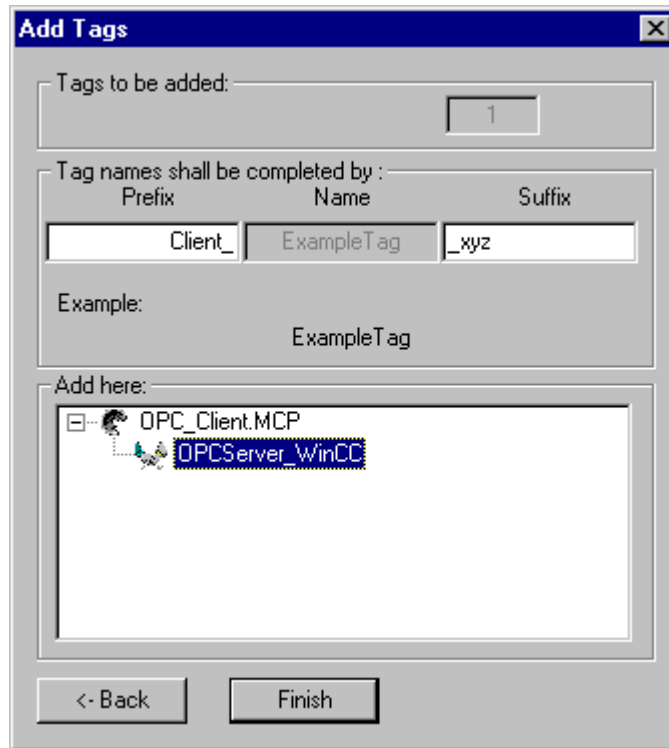 Add Tags
Tags to be added:
1
Tag names shall be completed by :
Prefix Name Suffix
Client_ ExampleTag _xyz
Example:
ExampleTag
Add here:
OPC_Client.MCP
OPCServer_WinCC
<- Back Finish